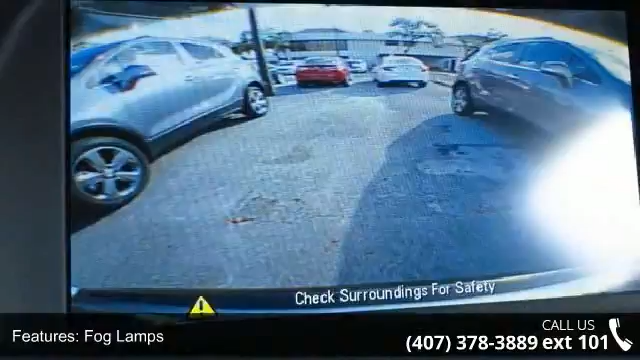 Check Surroundings For Safety
Features: Fog Lamps
CALL US
(407) 378-3889 ext 101